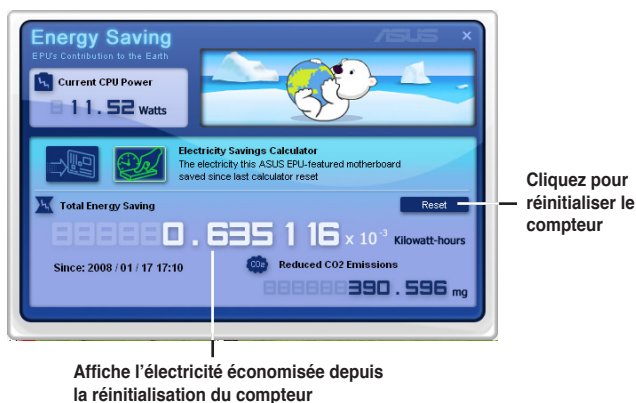 Energy Saving
EPU's Contribution to the Earth
ASUS
Current CPU Power
11.52 Watts
Electricity Savings Calculator
The electricity this ASUS EPU-featured motherboard
saved since last calculator reset
Total Energy Saving
Reset
0.635116 x 10⁻³ Kilowatt-hours
Since: 2008 / 01 / 17 17:10
CO2
Reduced CO2 Emissions
390.596 mg
Cliquez pour
réinitialiser le
compteur
Affiche l'électricité économisée depuis
la réinitialisation du compteur